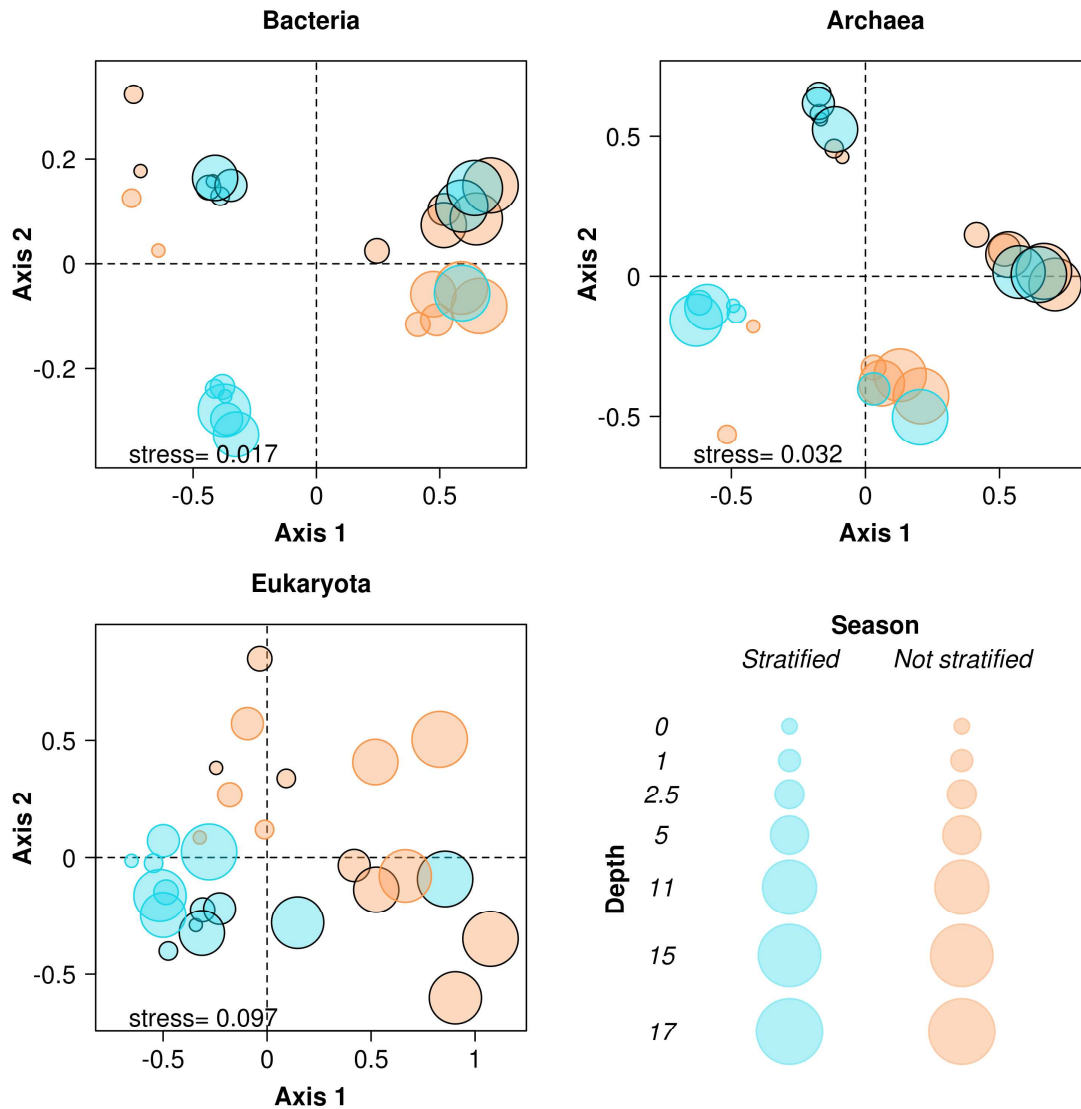 Bacteria
Axis 2
0.2
0
-0.2
stress= 0.017
-0.5 0 0.5
Axis 1
Archaea
Axis 2
0.5
0
-0.5
stress= 0.032
-0.5 0 0.5
Axis 1
Eukaryota
Axis 2
0.5
0
-0.5
stress= 0.097
-0.5 0 0.5 1
Axis 1
Season
Stratified Not stratified
Depth
0
1
2.5
5
11
15
17